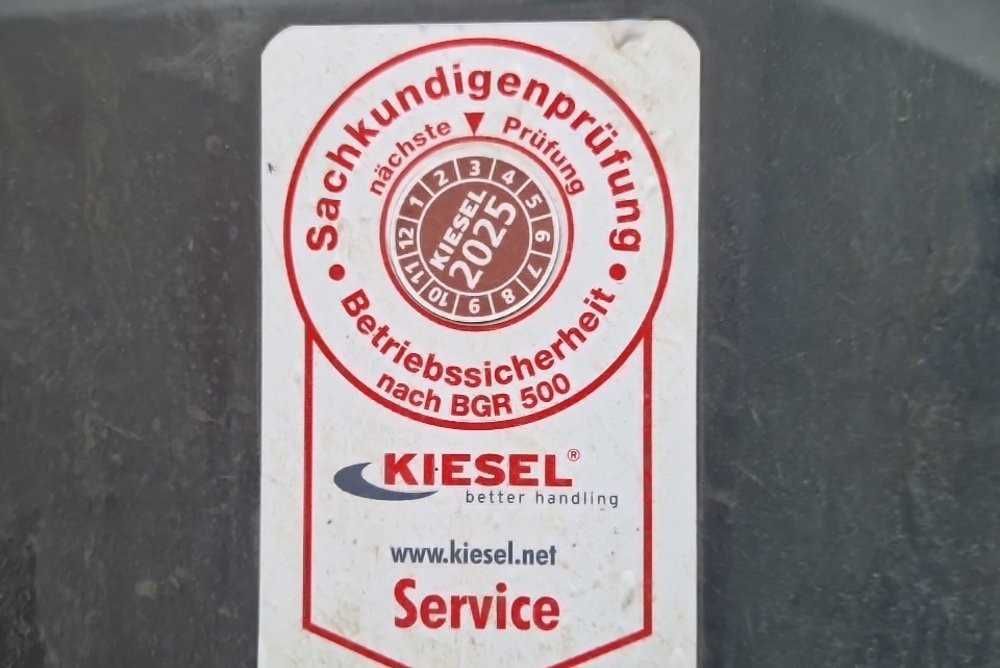 • Sachkundigenprüfung •
nächste Prüfung
1 2 3 4 5 6 7 8 9 10 11 12
KIESEL
2025
Betriebssicherheit
nach BGR 500
KIESEL®
better handling
www.kiesel.net
Service